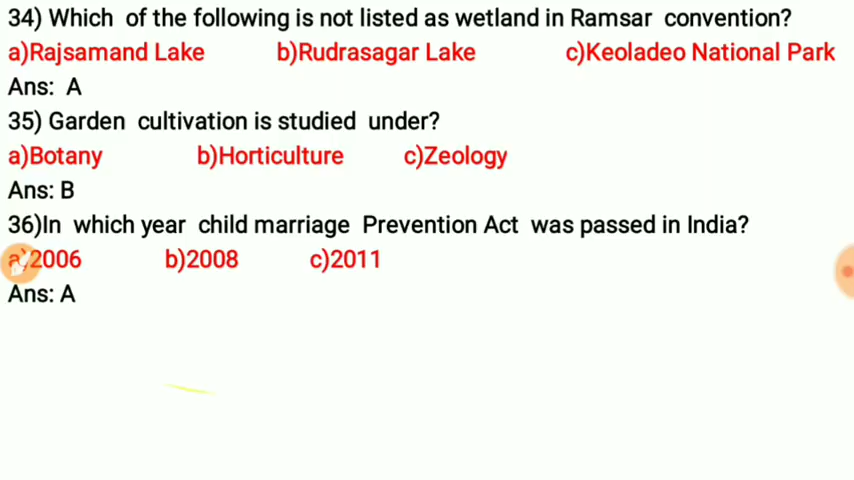 34) Which of the following is not listed as wetland in Ramsar convention?
a)Rajsamand Lake b)Rudrasagar Lake c)Keoladeo National Park
Ans: A
35) Garden cultivation is studied under?
a)Botany b)Horticulture c)Zeology
Ans: B
36)In which year child marriage Prevention Act was passed in India?
a)2006 b)2008 c)2011
Ans: A